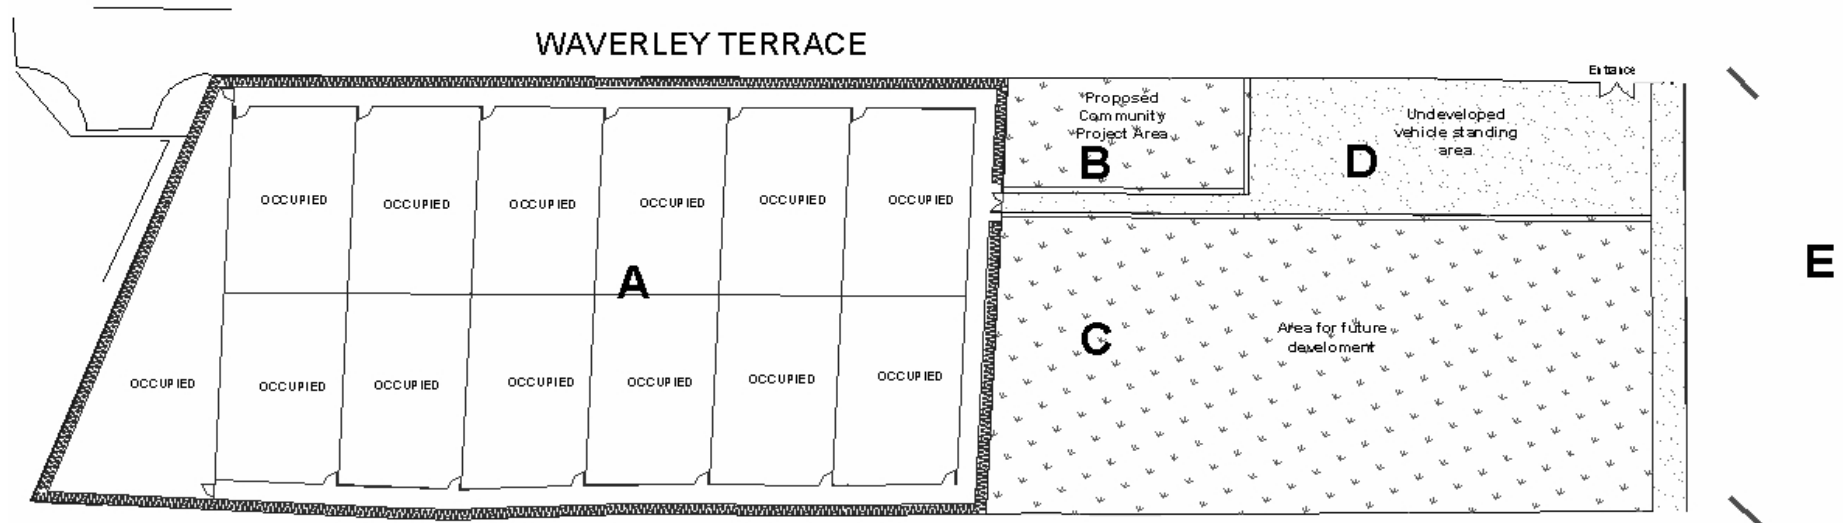 WAVERLEY TERRACE
Entrance
Proposed
Community
Project Area
B
Undeveloped
vehicle standing
area
D
OCCUPIED OCCUPIED OCCUPIED OCCUPIED OCCUPIED OCCUPIED
A
E
C
Area for future
develoment
OCCUPIED OCCUPIED OCCUPIED OCCUPIED OCCUPIED OCCUPIED OCCUPIED